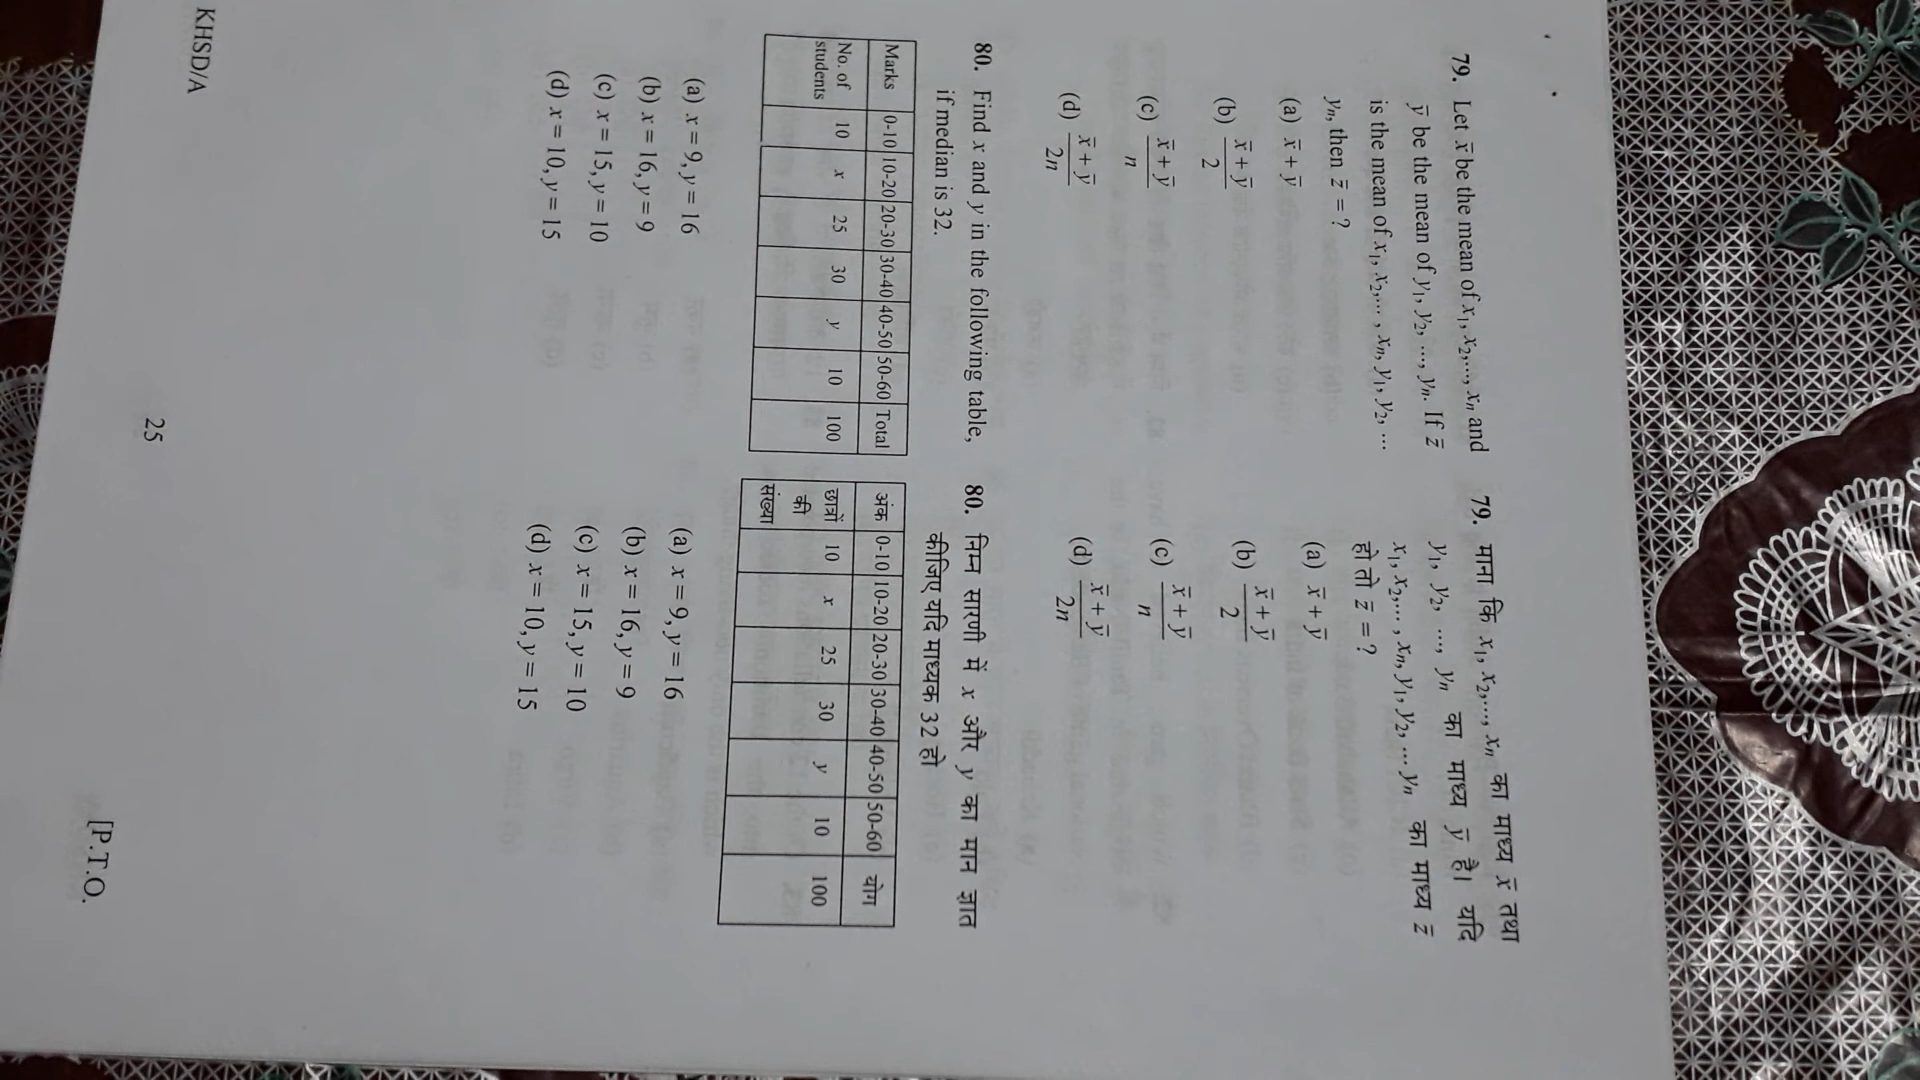 79. Let x̄ be the mean of x₁, x₂,..., xₙ and
ȳ be the mean of y₁, y₂, ..., yₙ. If z̄
is the mean of x₁, x₂,... , xₙ, y₁, y₂, ...
yₙ, then z̄ = ?
(a) x̄ + ȳ
(b) (x̄ + ȳ)/2
(c) (x̄ + ȳ)/n
(d) (x̄ + ȳ)/2n
80. Find x and y in the following table,
if median is 32.
Marks 0-10 10-20 20-30 30-40 40-50 50-60 Total
No. of students 10 x 25 30 y 10 100
(a) x = 9, y = 16
(b) x = 16, y = 9
(c) x = 15, y = 10
(d) x = 10, y = 15
79. माना कि x₁, x₂,..., xₙ का माध्य x̄ तथा
y₁, y₂, ..., yₙ का माध्य ȳ है। यदि
x₁, x₂,... , xₙ, y₁, y₂, ... yₙ का माध्य z̄
हो तो z̄ = ?
(a) x̄ + ȳ
(b) (x̄ + ȳ)/2
(c) (x̄ + ȳ)/n
(d) (x̄ + ȳ)/2n
80. निम्न सारणी में x और y का मान ज्ञात
कीजिए यदि माध्यक 32 हो
अंक 0-10 10-20 20-30 30-40 40-50 50-60 योग
छात्रों की संख्या 10 x 25 30 y 10 100
(a) x = 9, y = 16
(b) x = 16, y = 9
(c) x = 15, y = 10
(d) x = 10, y = 15
KHSD/A
25
[P.T.O.